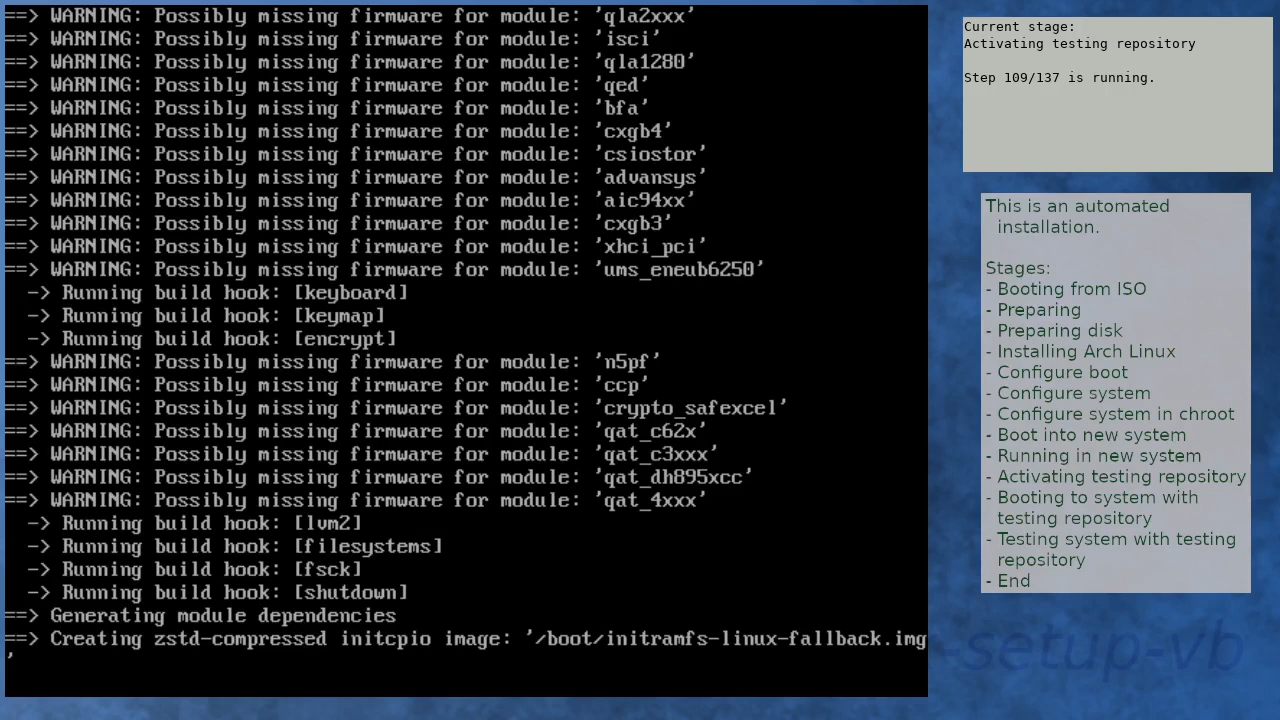 ==> WARNING: Possibly missing firmware for module: 'qla2xxx'
==> WARNING: Possibly missing firmware for module: 'isci'
==> WARNING: Possibly missing firmware for module: 'qla1280'
==> WARNING: Possibly missing firmware for module: 'qed'
==> WARNING: Possibly missing firmware for module: 'bfa'
==> WARNING: Possibly missing firmware for module: 'cxgb4'
==> WARNING: Possibly missing firmware for module: 'csiostor'
==> WARNING: Possibly missing firmware for module: 'advansys'
==> WARNING: Possibly missing firmware for module: 'aic94xx'
==> WARNING: Possibly missing firmware for module: 'cxgb3'
==> WARNING: Possibly missing firmware for module: 'xhci_pci'
==> WARNING: Possibly missing firmware for module: 'ums_eneub6250'
  -> Running build hook: [keyboard]
  -> Running build hook: [keymap]
  -> Running build hook: [encrypt]
==> WARNING: Possibly missing firmware for module: 'n5pf'
==> WARNING: Possibly missing firmware for module: 'ccp'
==> WARNING: Possibly missing firmware for module: 'crypto_safexcel'
==> WARNING: Possibly missing firmware for module: 'qat_c62x'
==> WARNING: Possibly missing firmware for module: 'qat_c3xxx'
==> WARNING: Possibly missing firmware for module: 'qat_dh895xcc'
==> WARNING: Possibly missing firmware for module: 'qat_4xxx'
  -> Running build hook: [lvm2]
  -> Running build hook: [filesystems]
  -> Running build hook: [fsck]
  -> Running build hook: [shutdown]
==> Generating module dependencies
==> Creating zstd-compressed initcpio image: '/boot/initramfs-linux-fallback.img
'
Current stage:
Activating testing repository
Step 109/137 is running.
This is an automated
installation.
Stages:
- Booting from ISO
- Preparing
- Preparing disk
- Installing Arch Linux
- Configure boot
- Configure system
- Configure system in chroot
- Boot into new system
- Running in new system
- Activating testing repository
- Booting to system with
testing repository
- Testing system with testing
repository
- End
-setup-vb